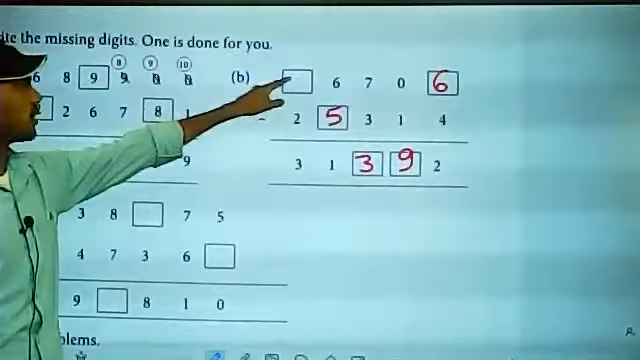 te the missing digits. One is done for you.
8 9 10
6 8 9 9 0 0 (b) 6 7 0 6
2 6 7 8 1 - 2 5 3 1 4
9 3 1 3 9 2
3 8 7 5
4 7 3 6
9 8 1 0
blems.